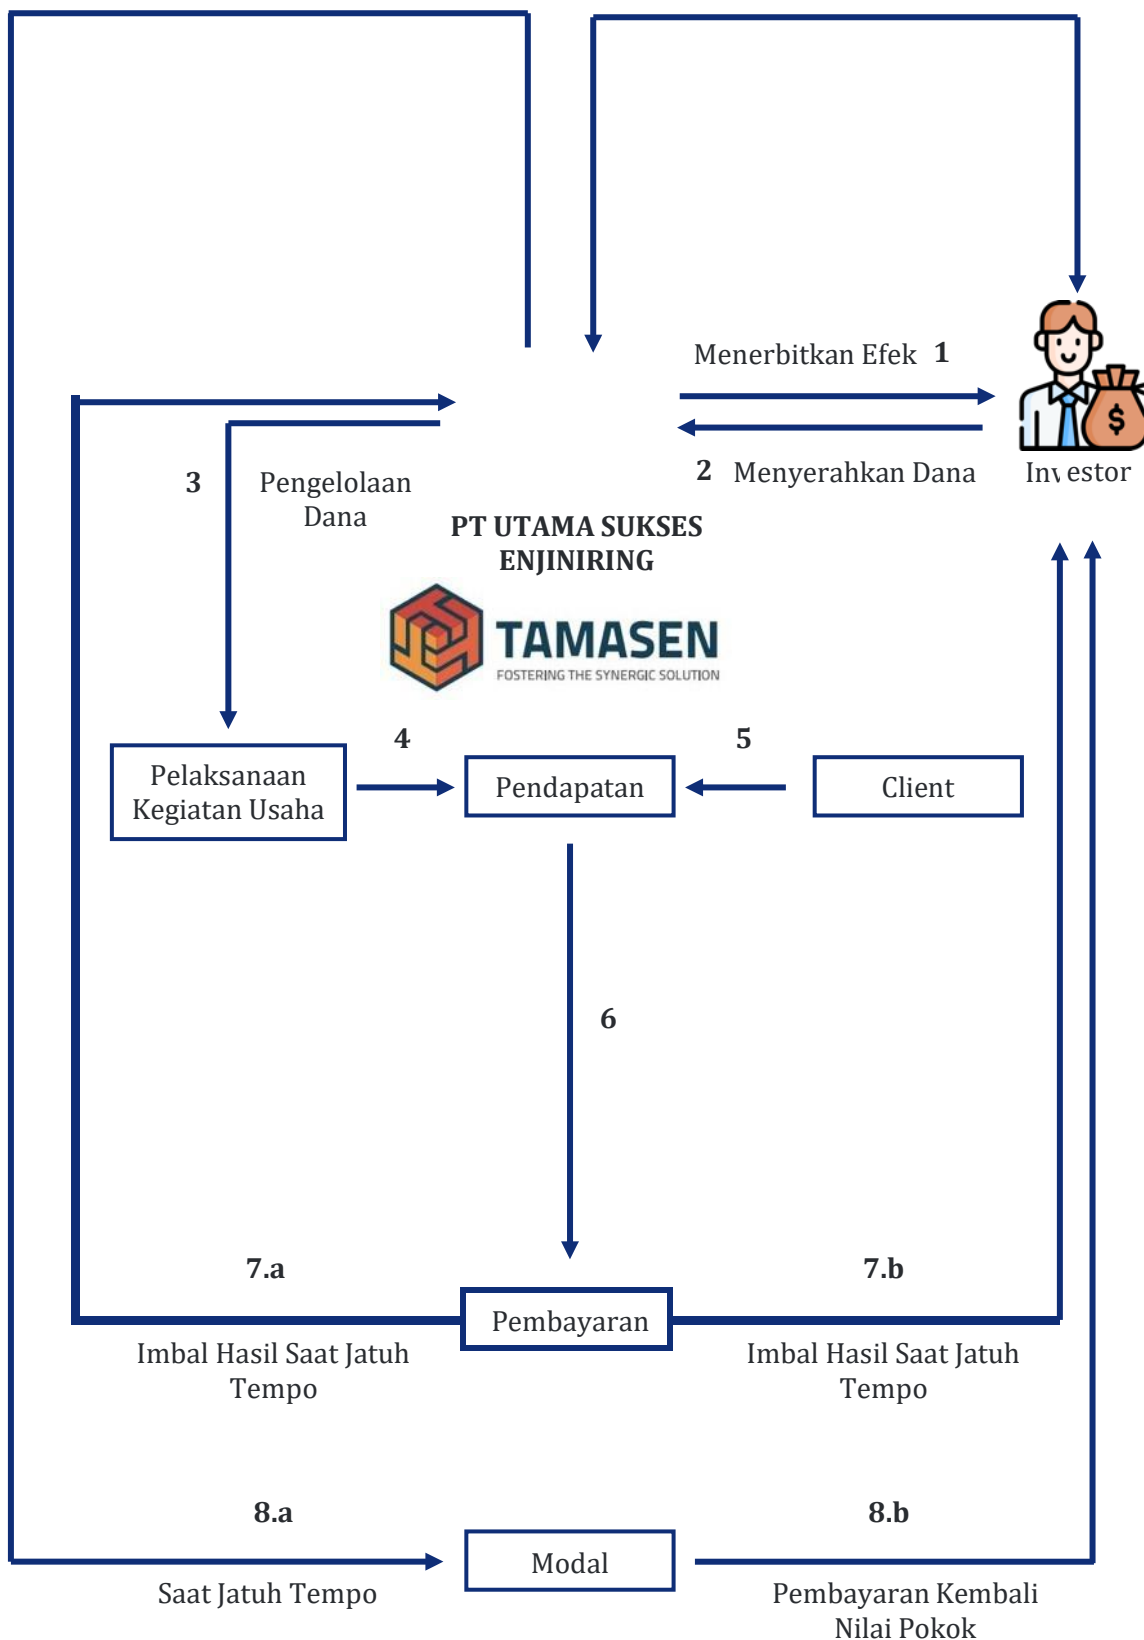 Menerbitkan Efek 1
2 Menyerahkan Dana
Investor
3
Pengelolaan
Dana
PT UTAMA SUKSES
ENJINIRING
TAMASEN
FOSTERING THE SYNERGIC SOLUTION
4
5
Pelaksanaan
Kegiatan Usaha
Pendapatan
Client
6
7.a
7.b
Pembayaran
Imbal Hasil Saat Jatuh
Tempo
Imbal Hasil Saat Jatuh
Tempo
8.a
8.b
Modal
Saat Jatuh Tempo
Pembayaran Kembali
Nilai Pokok
$